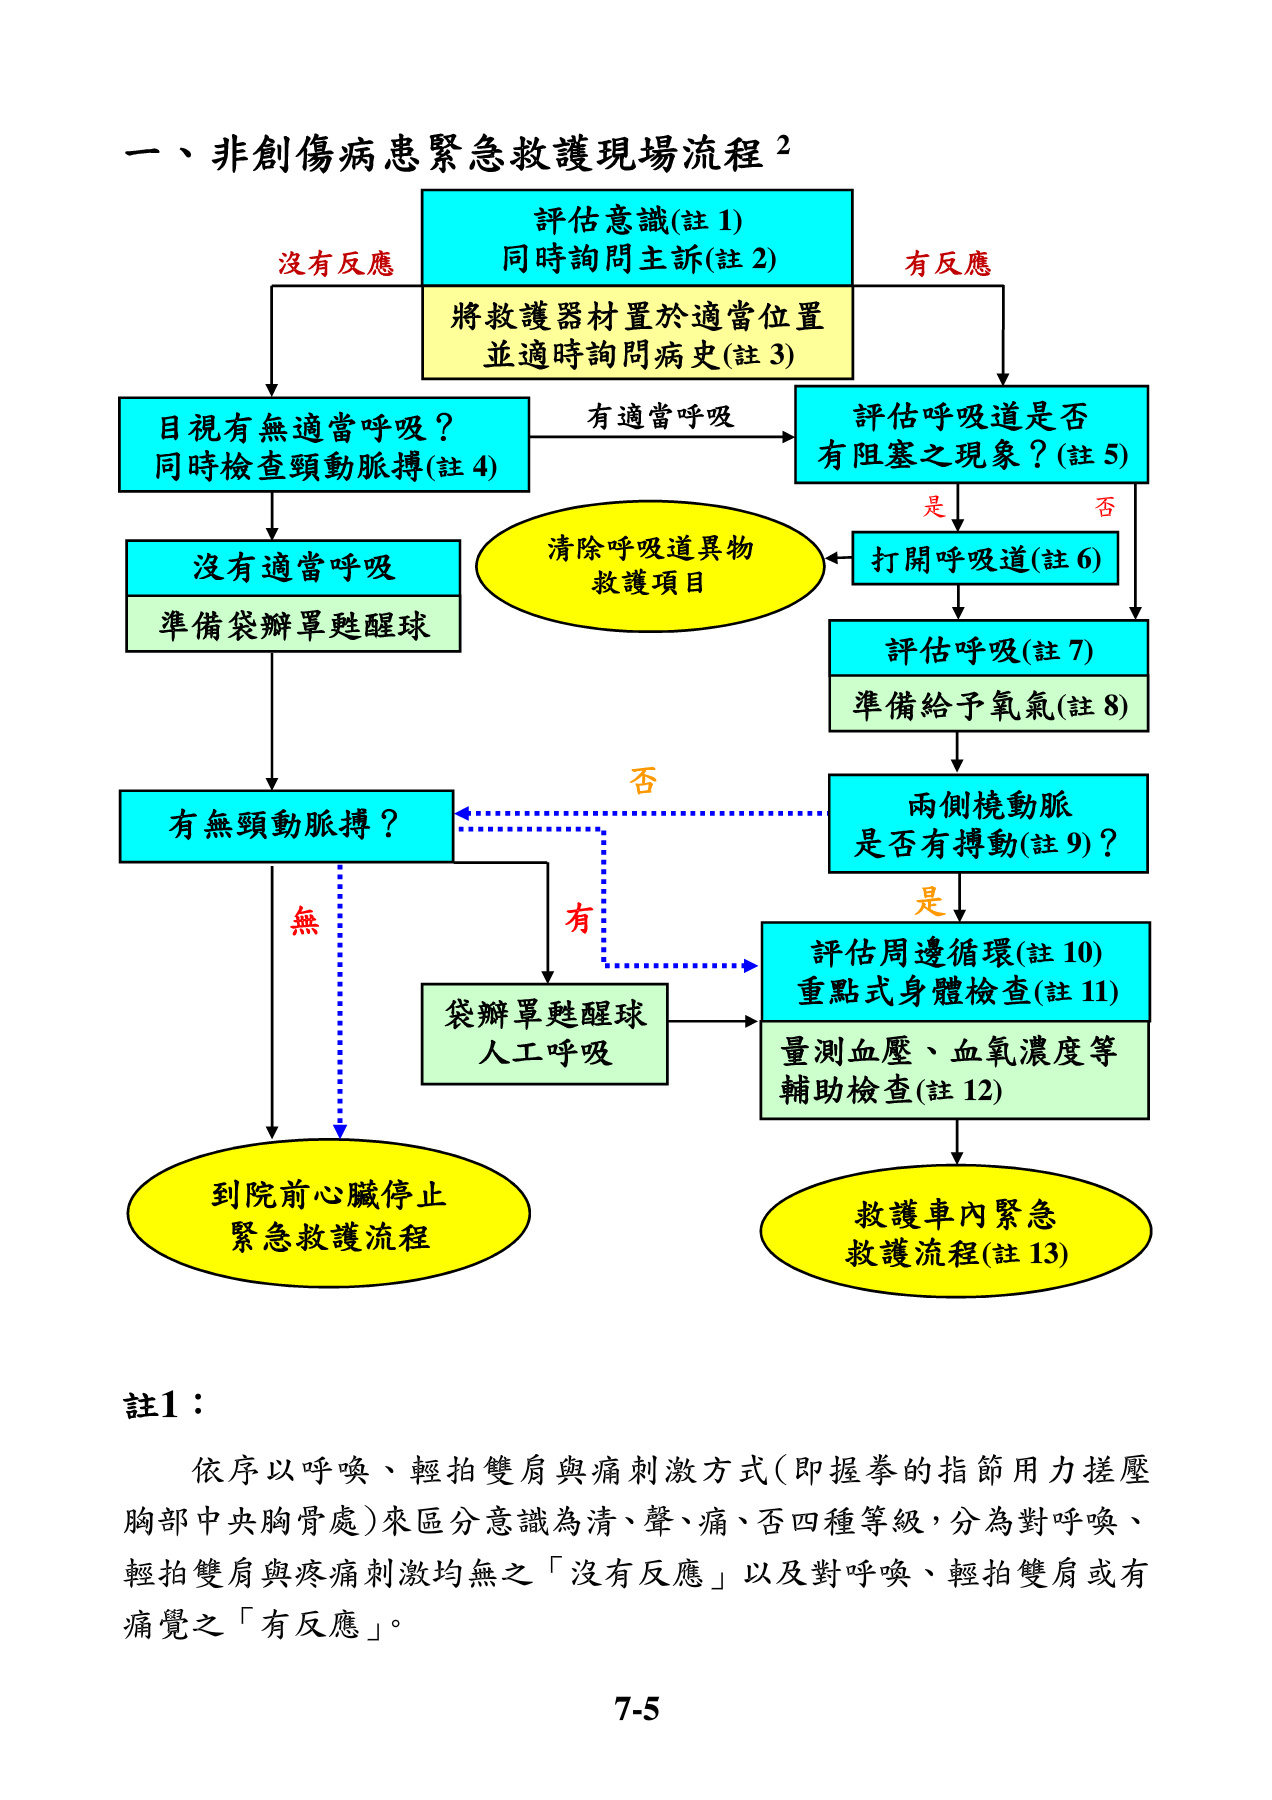 一、非創傷病患緊急救護現場流程 2
評估意識(註 1)
同時詢問主訴(註 2)
沒有反應
有反應
將救護器材置於適當位置
並適時詢問病史(註 3)
目視有無適當呼吸？
同時檢查頸動脈搏(註 4)
有適當呼吸
評估呼吸道是否
有阻塞之現象？(註 5)
是
否
沒有適當呼吸
準備袋瓣罩甦醒球
清除呼吸道異物
救護項目
打開呼吸道(註 6)
評估呼吸(註 7)
準備給予氧氣(註 8)
否
有無頸動脈搏？
兩側橈動脈
是否有搏動(註 9)？
無
有
是
評估周邊循環(註 10)
重點式身體檢查(註 11)
袋瓣罩甦醒球
人工呼吸
量測血壓、血氧濃度等
輔助檢查(註 12)
到院前心臟停止
緊急救護流程
救護車內緊急
救護流程(註 13)
註1：
依序以呼喚、輕拍雙肩與痛刺激方式(即握拳的指節用力搓壓
胸部中央胸骨處)來區分意識為清、聲、痛、否四種等級，分為對呼喚、
輕拍雙肩與疼痛刺激均無之「沒有反應」以及對呼喚、輕拍雙肩或有
痛覺之「有反應」。
7-5